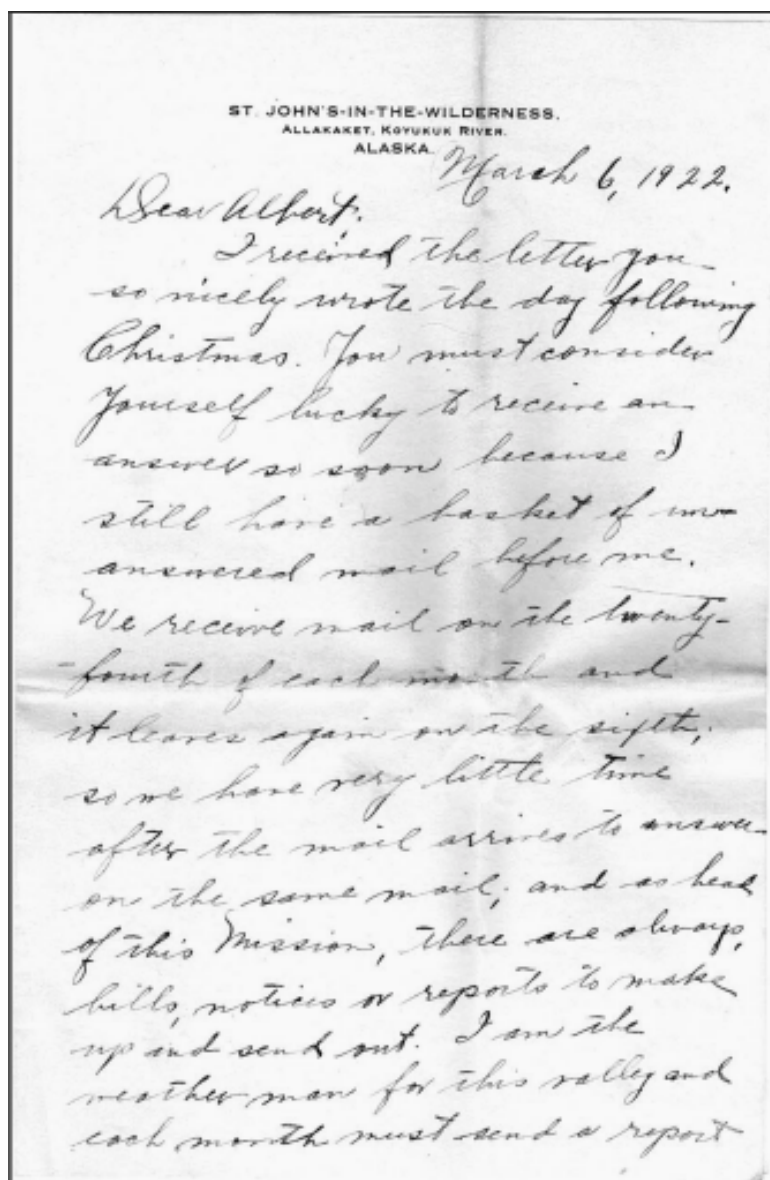 ST. JOHN'S-IN-THE-WILDERNESS.
ALLAKAKET, KOYUKUK RIVER.
ALASKA.
March 6, 1922.
Dear Albert:
I received the letter you
so nicely wrote the day following
Christmas. You must consider
yourself lucky to receive an
answer so soon because I
still have a basket of un-
answered mail before me.
We receive mail on the twenty-
fourth of each month and
it leaves again on the sixth;
so we have very little time
after the mail arrives to answer
on the same mail; and as head
of this Mission, there are always,
bills, notices or reports to make
up and send out. I am the
weather man for this valley and
each month must send a report